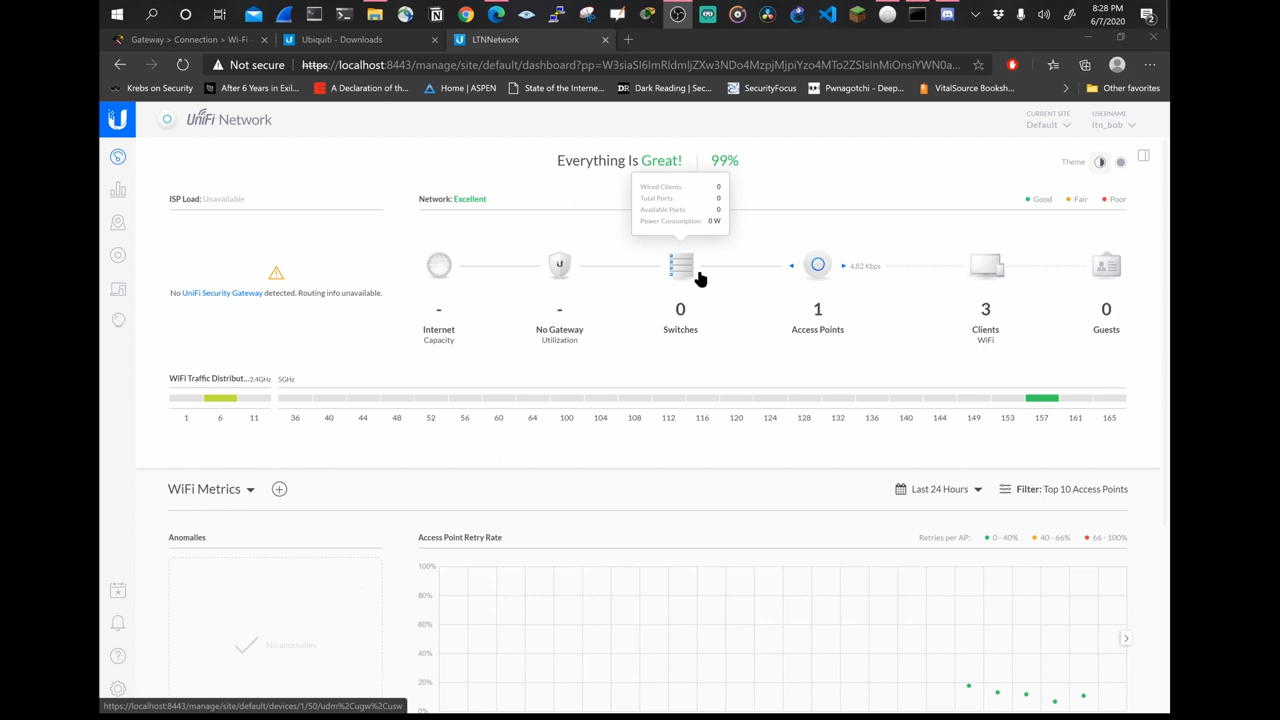 8:28 PM
6/7/2020
2
Gateway > Connection > Wi-Fi
Ubiquiti - Downloads
LTNNetwork
Not secure
https://localhost:8443/manage/site/default/dashboard?pp=W3siaSI6ImRldmljZXw3NDo4MzpjMjpiYzo4MTo2ZSIsInMiOnsiYWN0a...
Krebs on Security
After 6 Years in Exil...
A Declaration of the...
Home | ASPEN
State of the Interne...
Dark Reading | Sec...
SecurityFocus
Pwnagotchi - Deep...
VitalSource Booksh...
Other favorites
UniFi Network
CURRENT SITE
Default
USERNAME
ltn_bob
Everything Is Great!
99%
Theme
Wired Clients 0
Total Ports 0
Available Ports 0
Power Consumption 0 W
ISP Load: Unavailable
Network: Excellent
Good
Fair
Poor
No UniFi Security Gateway detected. Routing info unavailable.
4.82 Kbps
- - 0 1 3 0
Internet
Capacity
No Gateway
Utilization
Switches
Access Points
Clients
WiFi
Guests
WiFi Traffic Distribut... 2.4GHz 5GHz
1 6 11 36 40 44 48 52 56 60 64 100 104 108 112 116 120 124 128 132 136 140 144 149 153 157 161 165
WiFi Metrics
Last 24 Hours
Filter: Top 10 Access Points
Anomalies
Access Point Retry Rate
Retries per AP:
0 - 40%
40 - 66%
66 - 100%
100%
80%
60%
40%
20%
0%
No anomalies
https://localhost:8443/manage/site/default/devices/1/50/udm%2Cugw%2Cusw